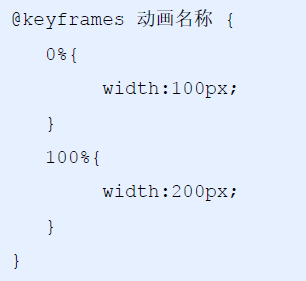 @keyframes 动画名称 {
0%{
width:100px;
}
100%{
width:200px;
}
}